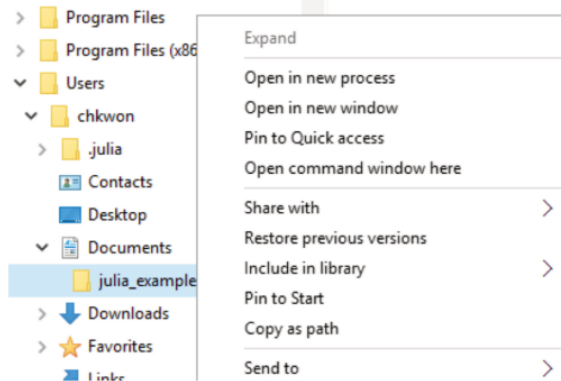 Program Files
Program Files (x86
Users
chkwon
.julia
Contacts
Desktop
Documents
julia_example
Downloads
Favorites
Links
Expand
Open in new process
Open in new window
Pin to Quick access
Open command window here
Share with
Restore previous versions
Include in library
Pin to Start
Copy as path
Send to